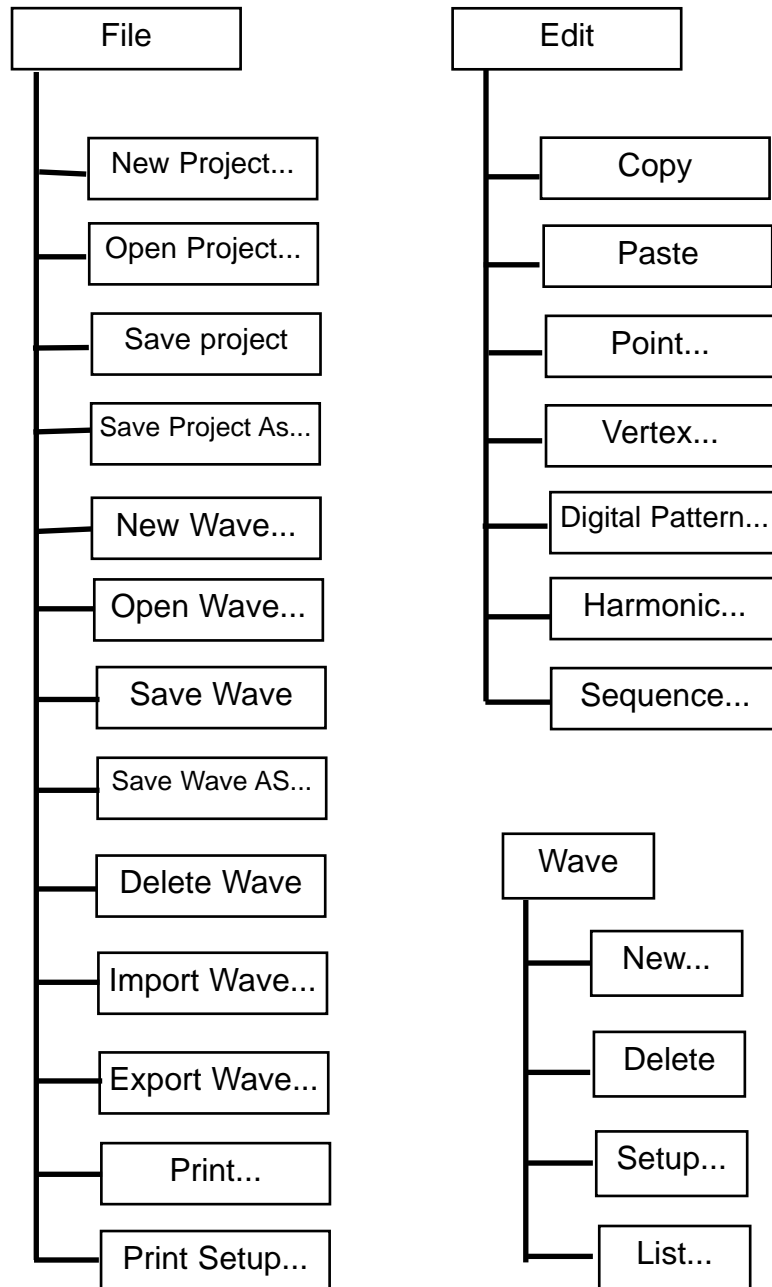 File
New Project...
Open Project...
Save project
Save Project As...
New Wave...
Open Wave...
Save Wave
Save Wave AS...
Delete Wave
Import Wave...
Export Wave...
Print...
Print Setup...
Edit
Copy
Paste
Point...
Vertex...
Digital Pattern...
Harmonic...
Sequence...
Wave
New...
Delete
Setup...
List...